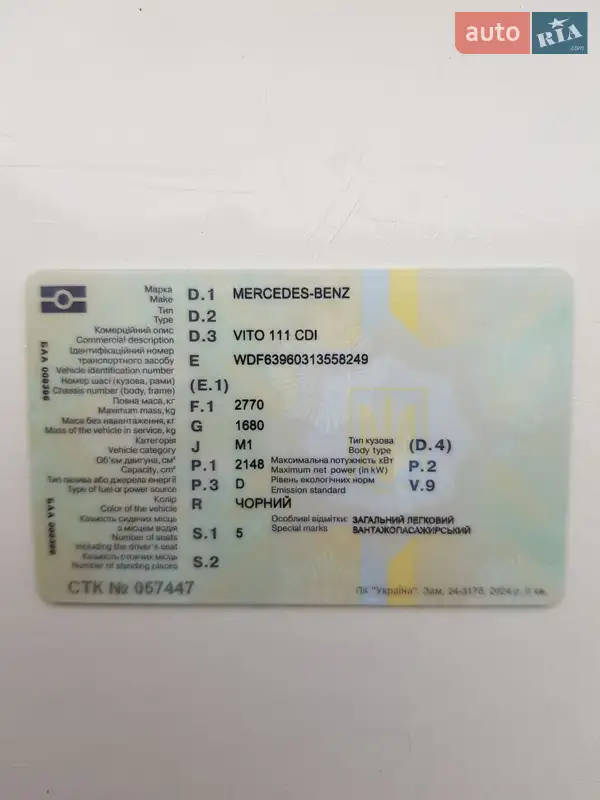 auto RIA .com
Марка
Make D.1 MERCEDES-BENZ
Тип
Type D.2
Комерційний опис
Commercial description D.3 VITO 111 CDI
Ідентифікаційний номер
транспортного засобу E WDF63960313558249
Vehicle identification number
Номер шасі (кузова, рами)
Chassis number (body, frame) (E.1)
Повна маса, кг
Maximum mass, kg F.1 2770
Маса без навантаження, кг
Mass of the vehicle in service, kg G 1680
Категорія
Vehicle category J M1 Тип кузова
Body type (D.4)
Об'єм двигуна, см³
Capacity, cm³ P.1 2148 Максимальна потужність кВт
Maximum net power (in kW) P.2
Тип палива або джерела енергії
Type of fuel or power source P.3 D Рівень екологічних норм
Emission standard V.9
Колір
Color of the vehicle R ЧОРНИЙ
Кількість сидячих місць
з місцем водія
Number of seats
including the driver's seat S.1 5 Особливі відмітки: ЗАГАЛЬНИЙ ЛЕГКОВИЙ
Special marks ВАНТАЖОПАСАЖИРСЬКИЙ
Кількість стоячих місць
Number of standing places S.2
СТК № 057447
ПК "Україна". Зам. 24-3176. 2024 р. II кв.